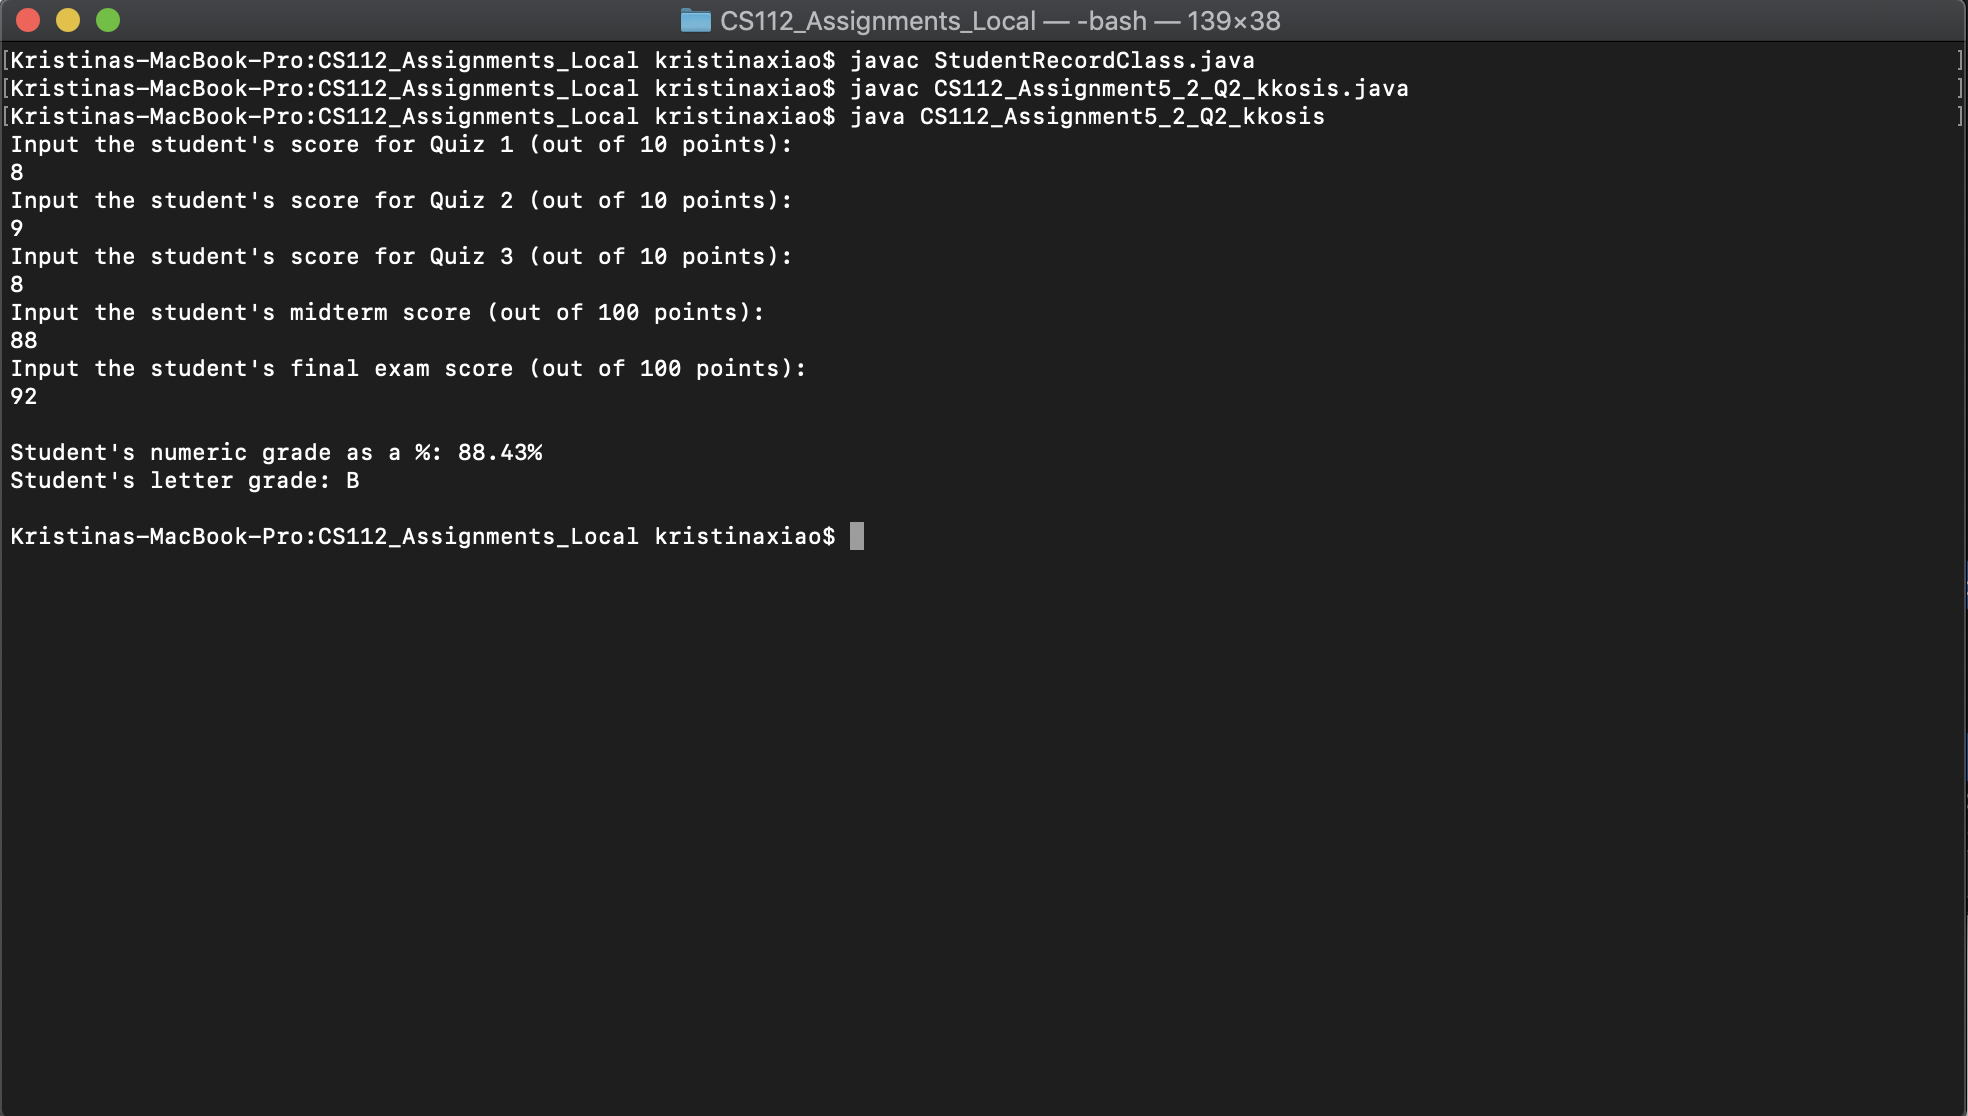 CS112_Assignments_Local — -bash — 139×38
[Kristinas-MacBook-Pro:CS112_Assignments_Local kristinaxiao$ javac StudentRecordClass.java ]
[Kristinas-MacBook-Pro:CS112_Assignments_Local kristinaxiao$ javac CS112_Assignment5_2_Q2_kkosis.java ]
[Kristinas-MacBook-Pro:CS112_Assignments_Local kristinaxiao$ java CS112_Assignment5_2_Q2_kkosis ]
Input the student's score for Quiz 1 (out of 10 points):
8
Input the student's score for Quiz 2 (out of 10 points):
9
Input the student's score for Quiz 3 (out of 10 points):
8
Input the student's midterm score (out of 100 points):
88
Input the student's final exam score (out of 100 points):
92
Student's numeric grade as a %: 88.43%
Student's letter grade: B
Kristinas-MacBook-Pro:CS112_Assignments_Local kristinaxiao$